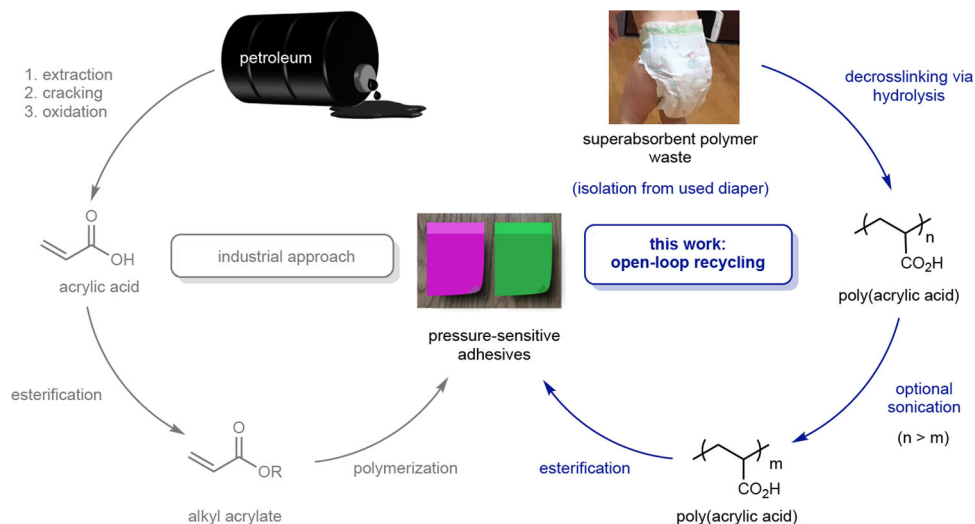 petroleum
1. extraction
2. cracking
3. oxidation
decrosslinking via
hydrolysis
superabsorbent polymer
waste
(isolation from used diaper)
O
OH
acrylic acid
industrial approach
this work:
open-loop recycling
n
CO₂H
poly(acrylic acid)
pressure-sensitive
adhesives
esterification
optional
sonication
(n > m)
O
OR
alkyl acrylate
polymerization
esterification
m
CO₂H
poly(acrylic acid)